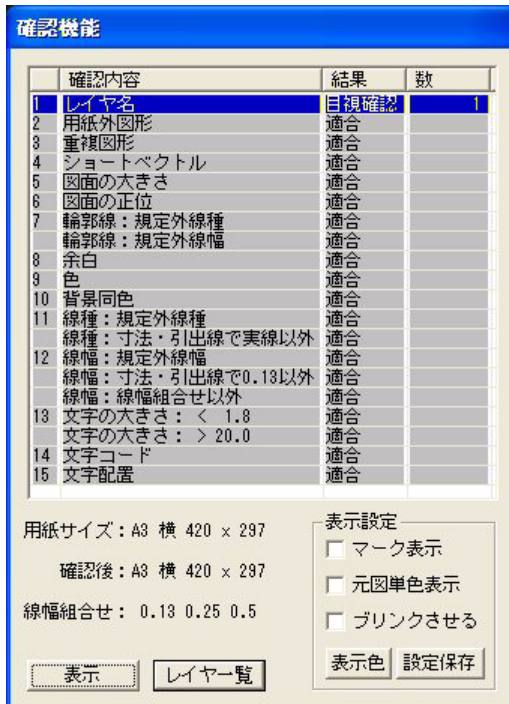 確認機能
確認内容 結果 数
1 レイヤ名 目視確認 1
2 用紙外図形 適合
3 重複図形 適合
4 ショートベクトル 適合
5 図面の大きさ 適合
6 図面の正位 適合
7 輪郭線：規定外線種 適合
輪郭線：規定外線幅 適合
8 余白 適合
9 色 適合
10 背景同色 適合
11 線種：規定外線種 適合
線種：寸法・引出線で実線以外 適合
12 線幅：規定外線幅 適合
線幅：寸法・引出線で0.13以外 適合
線幅：線幅組合せ以外 適合
13 文字の大きさ： ＜ 1.8 適合
文字の大きさ： ＞20.0 適合
14 文字コード 適合
15 文字配置 適合
用紙サイズ：A3 横 420 x 297
確認後：A3 横 420 x 297
線幅組合せ： 0.13 0.25 0.5
表示 レイヤ一覧
表示設定
マーク表示
元図単色表示
ブリンクさせる
表示色 設定保存